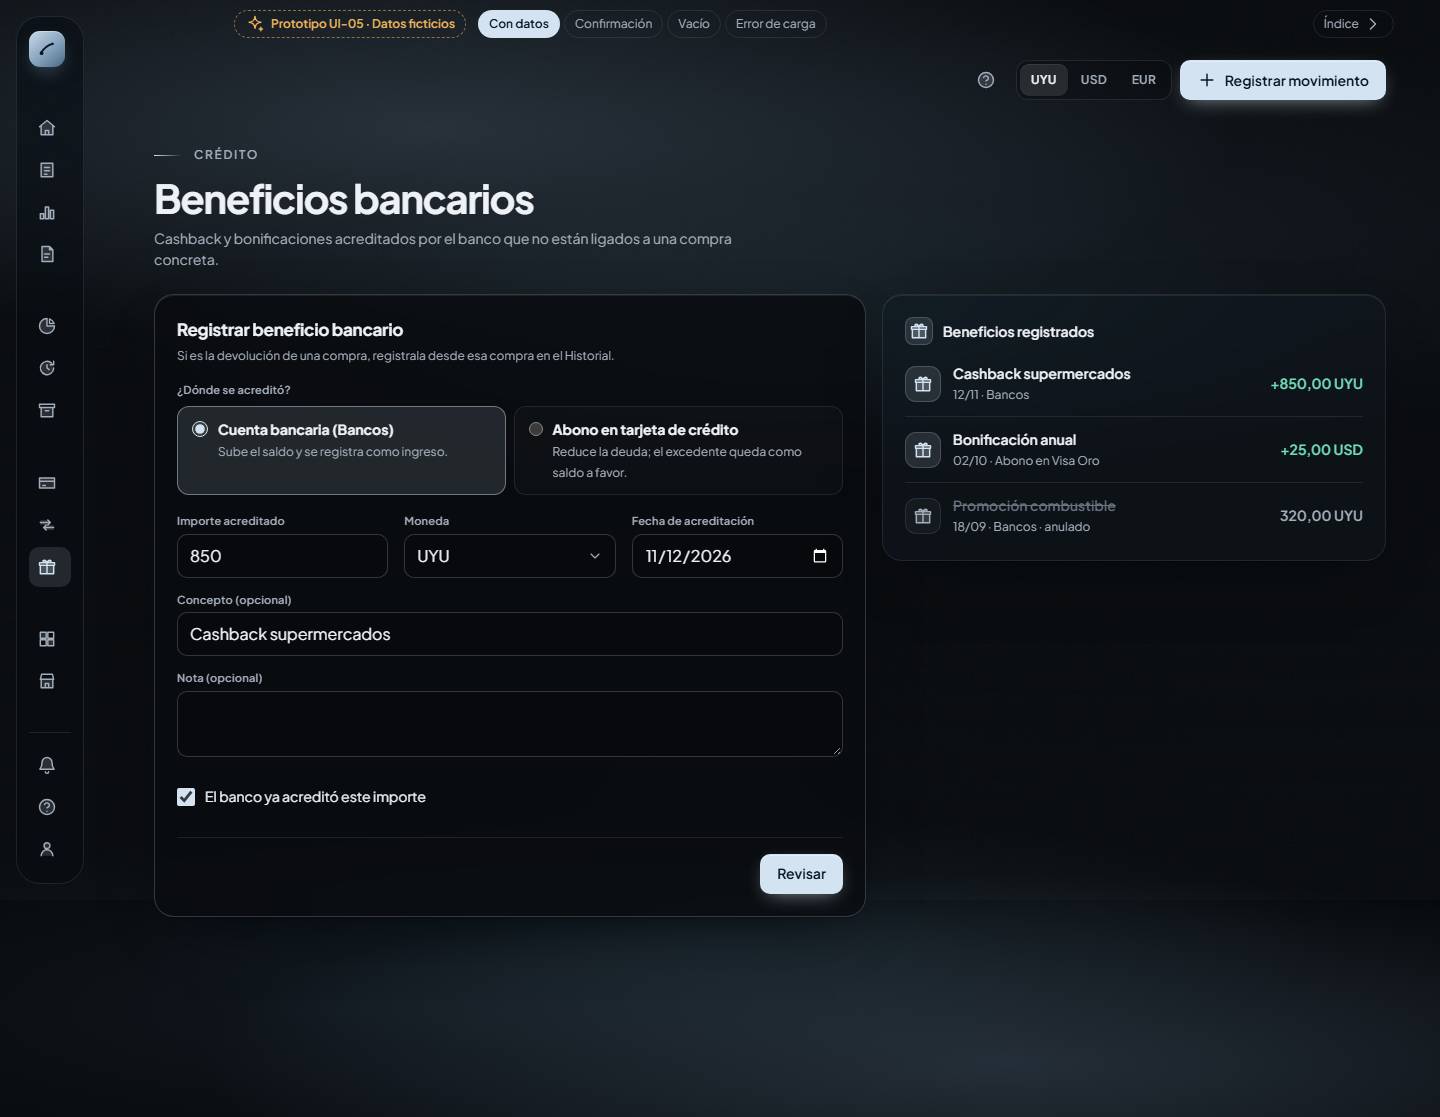 Prototipo UI-05 · Datos ficticios
Con datos
Confirmación
Vacío
Error de carga
Índice
UYU
USD
EUR
Registrar movimiento
CRÉDITO
Beneficios bancarios
Cashback y bonificaciones acreditados por el banco que no están ligados a una compra
concreta.
Registrar beneficio bancario
Si es la devolución de una compra, registrala desde esa compra en el Historial.
¿Dónde se acreditó?
Cuenta bancaria (Bancos)
Sube el saldo y se registra como ingreso.
Abono en tarjeta de crédito
Reduce la deuda; el excedente queda como
saldo a favor.
Importe acreditado
Moneda
Fecha de acreditación
850
UYU
11/12/2026
Concepto (opcional)
Cashback supermercados
Nota (opcional)
El banco ya acreditó este importe
Revisar
Beneficios registrados
Cashback supermercados
12/11 · Bancos
+850,00 UYU
Bonificación anual
02/10 · Abono en Visa Oro
+25,00 USD
Promoción combustible
18/09 · Bancos · anulado
320,00 UYU